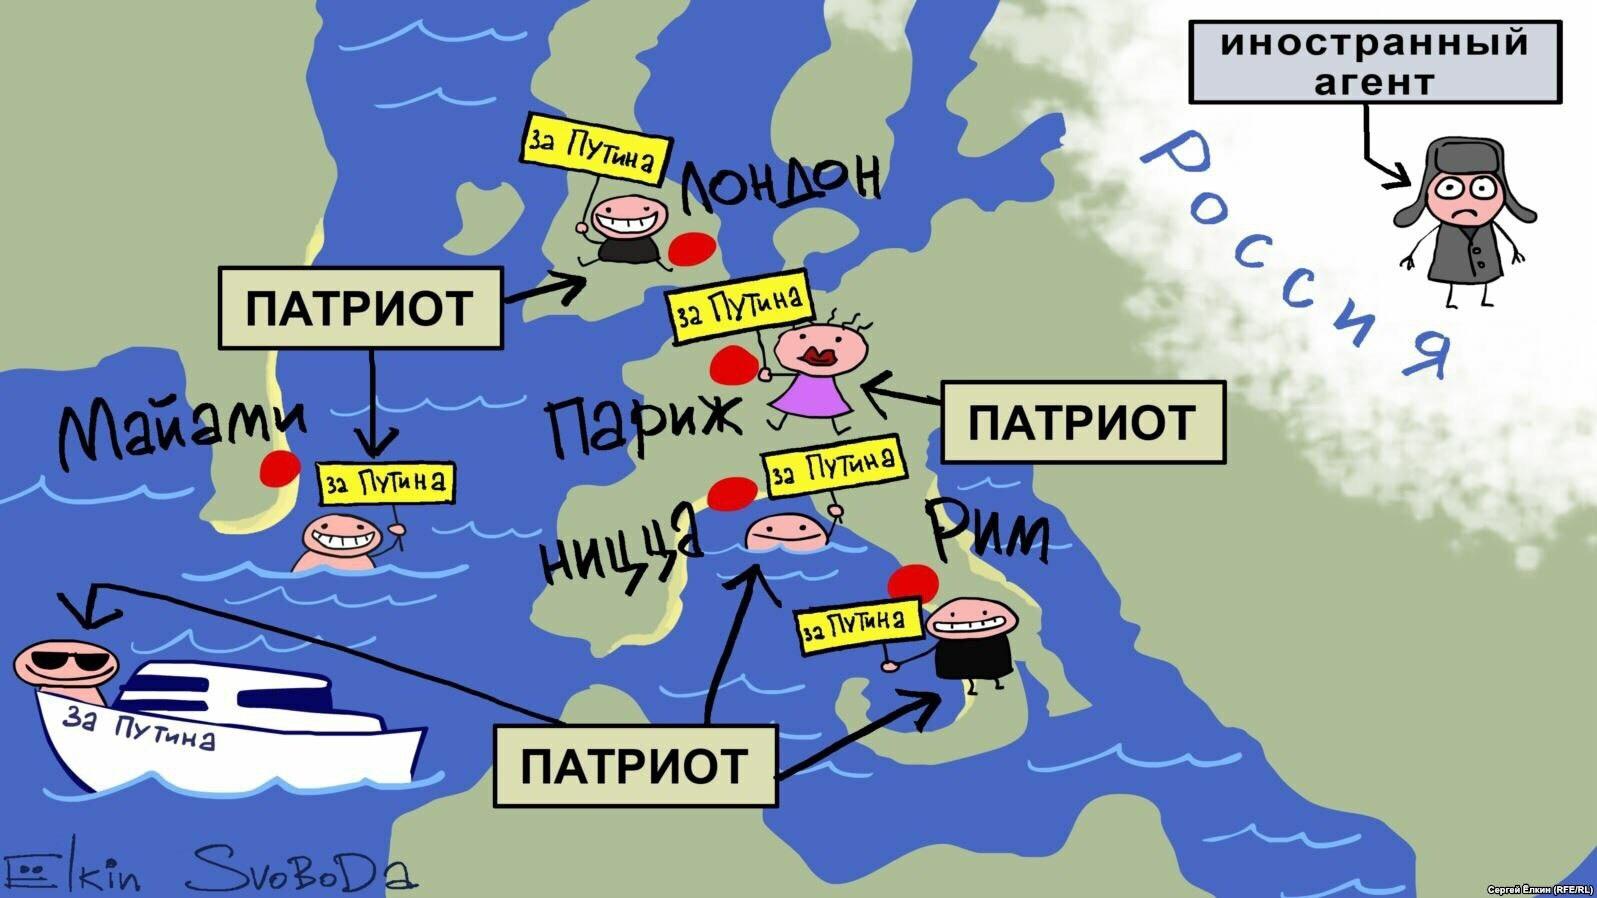 иностранный
агент
Россия
за Путина
Лондон
ПАТРИОТ
за Путина
Майами
Париж
ПАТРИОТ
за Путина
за Путина
Ницца
Рим
за Путина
за Путина
ПАТРИОТ
Ёlkin SvoBoDa
Сергей Ёлкин (RFE/RL)